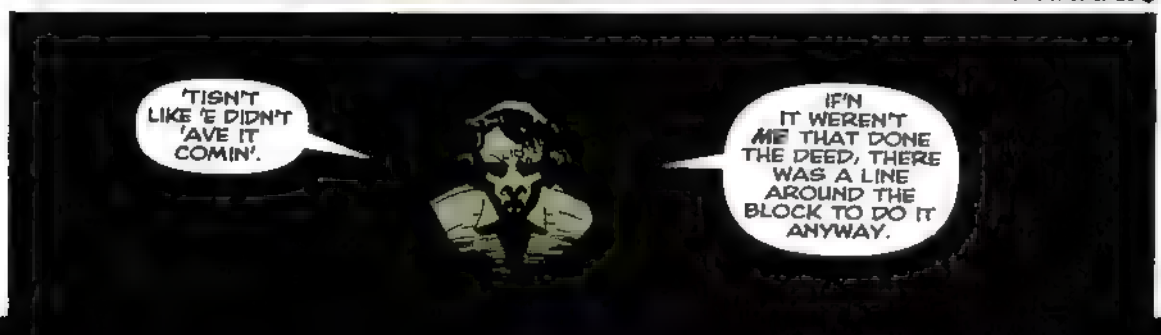 'TISN'T
LIKE 'E DIDN'T
'AVE IT
COMIN'.
IF'N
IT WEREN'T
ME THAT DONE
THE DEED, THERE
WAS A LINE
AROUND THE
BLOCK TO DO IT
ANYWAY.